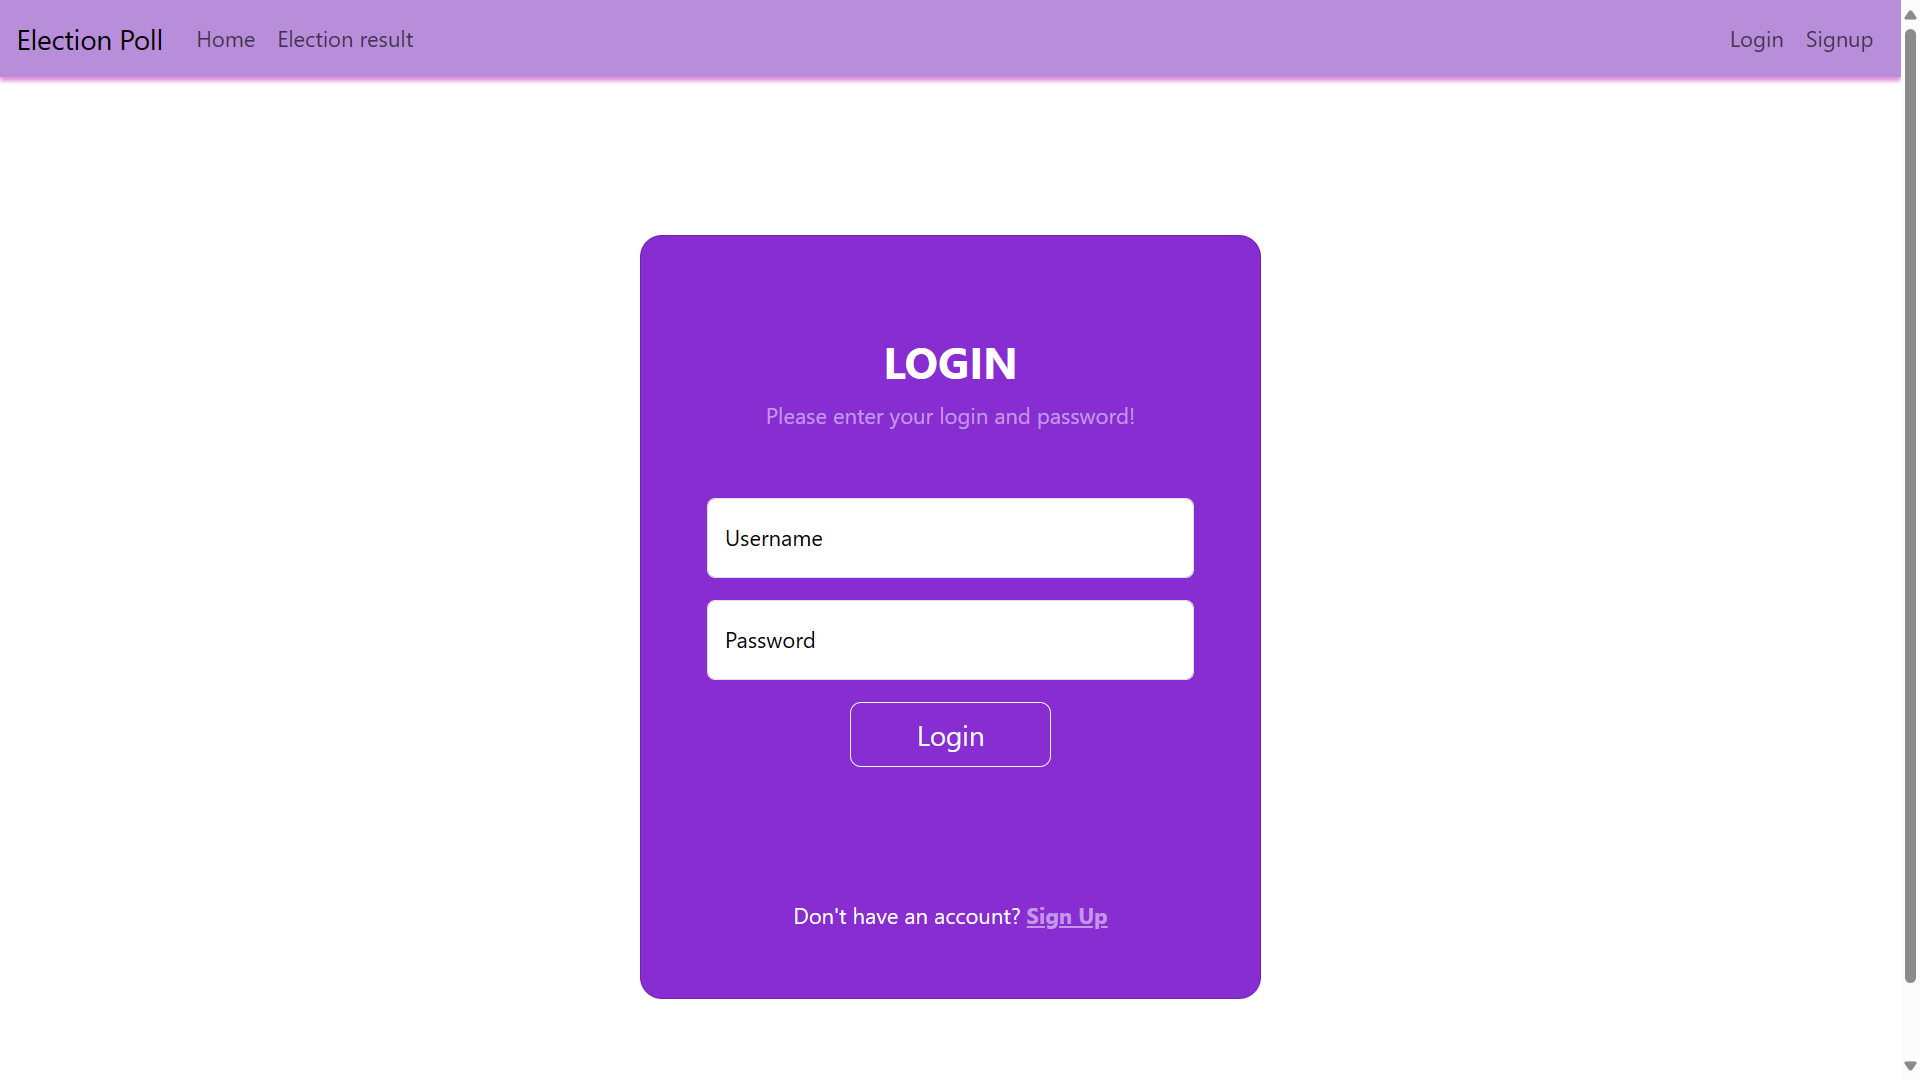 Election Poll Home Election result Login Signup
LOGIN
Please enter your login and password!
Username
Password
Login
Don't have an account? Sign Up